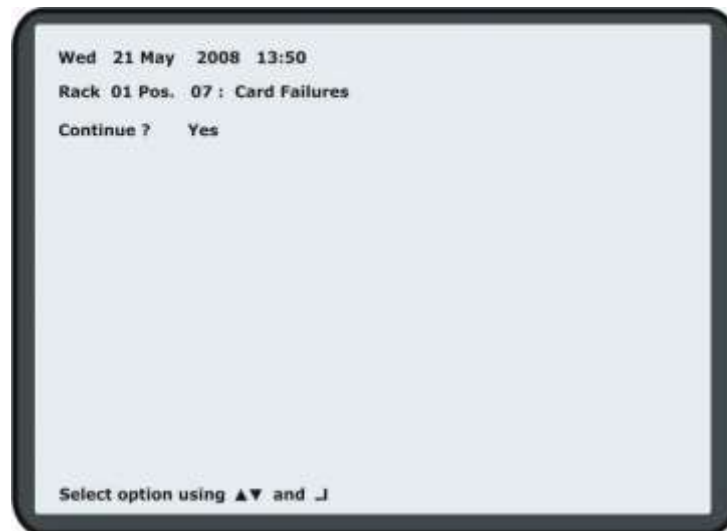 Wed 21 May 2008 13:50
Rack 01 Pos. 07 : Card Failures
Continue ? Yes
Select option using ▲▼ and ↵